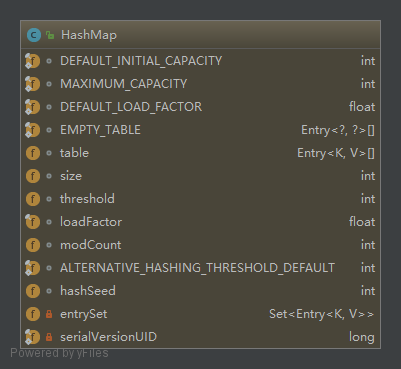 HashMap
DEFAULT_INITIAL_CAPACITY int
MAXIMUM_CAPACITY int
DEFAULT_LOAD_FACTOR float
EMPTY_TABLE Entry<?, ?>[]
table Entry<K, V>[]
size int
threshold int
loadFactor float
modCount int
ALTERNATIVE_HASHING_THRESHOLD_DEFAULT int
hashSeed int
entrySet Set<Entry<K, V>>
serialVersionUID long
Powered by yFiles